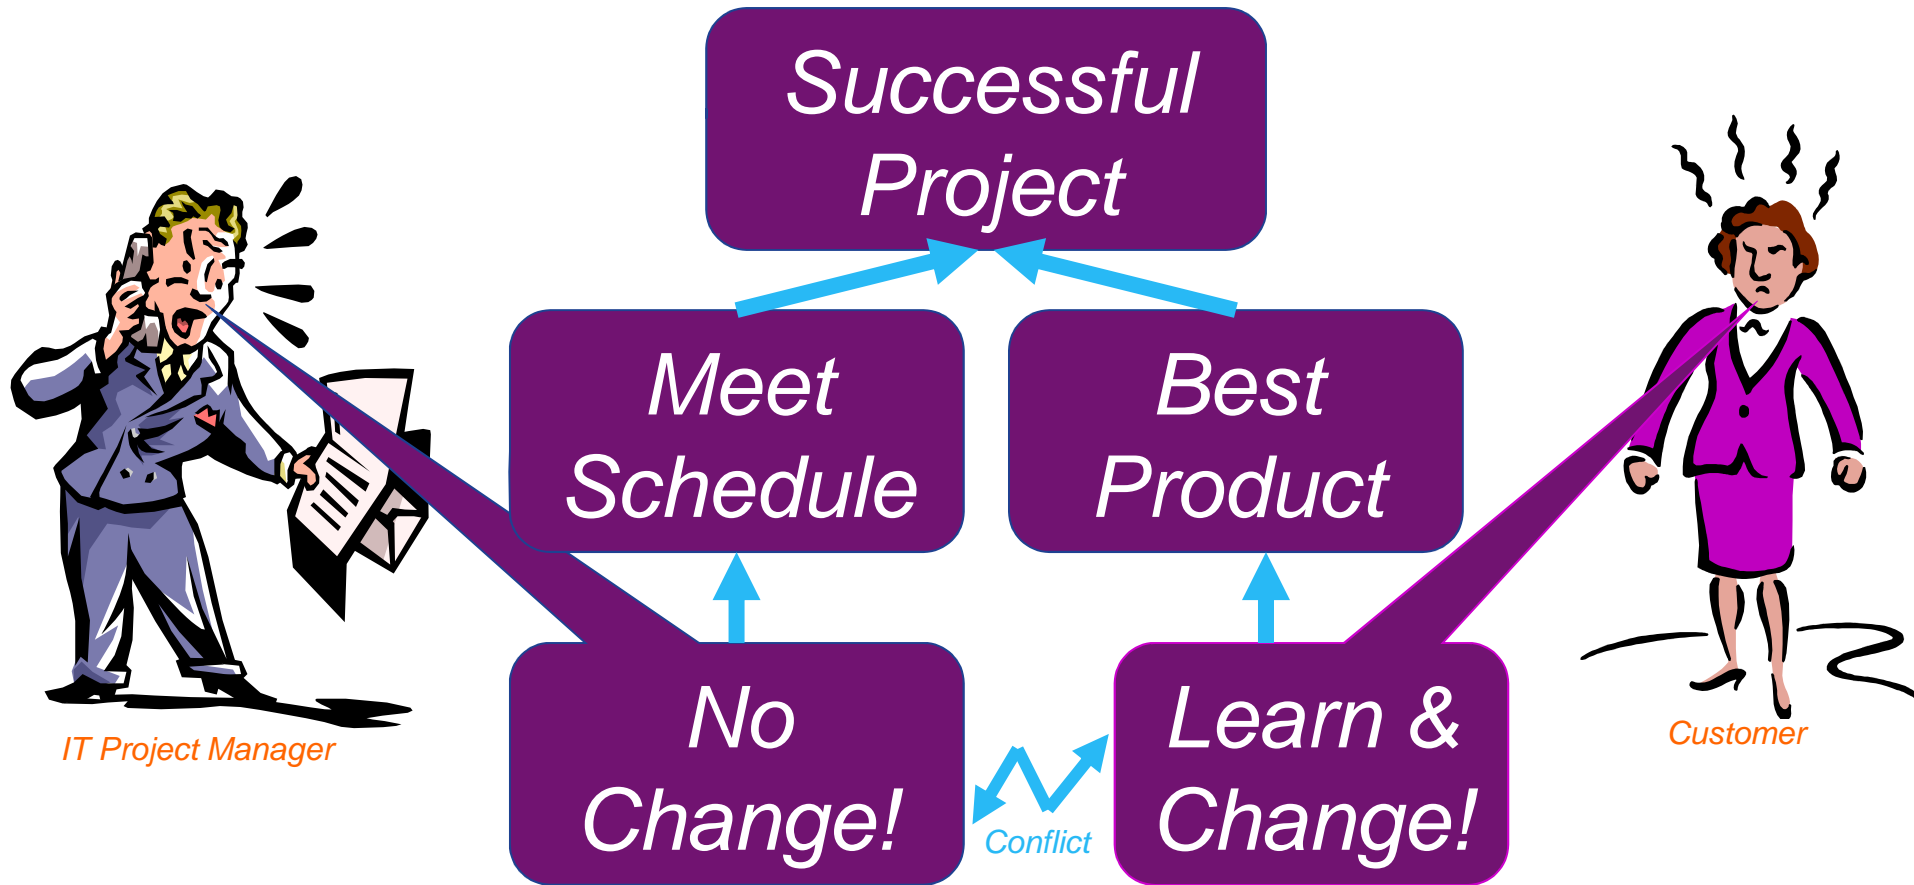 Successful
Project
Meet
Schedule
Best
Product
No
Change!
Learn &
Change!
Conflict
IT Project Manager
Customer